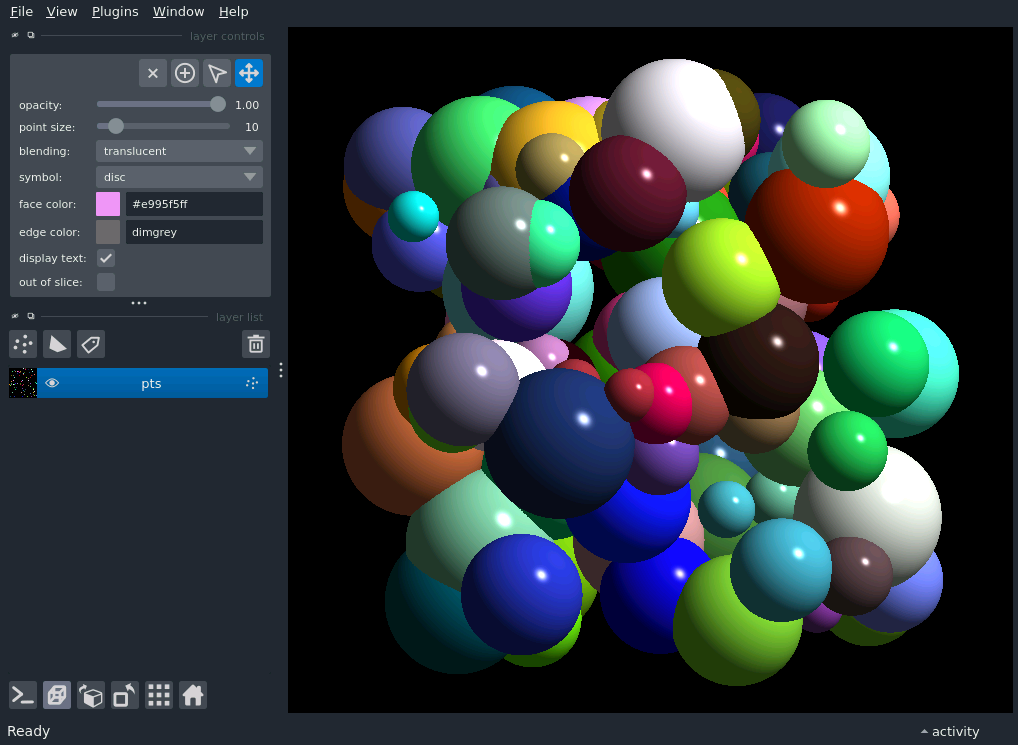 File View Plugins Window Help
layer controls
opacity: 1.00
point size: 10
blending: translucent
symbol: disc
face color: #e995f5ff
edge color: dimgrey
display text:
out of slice:
layer list
pts
Ready
activity